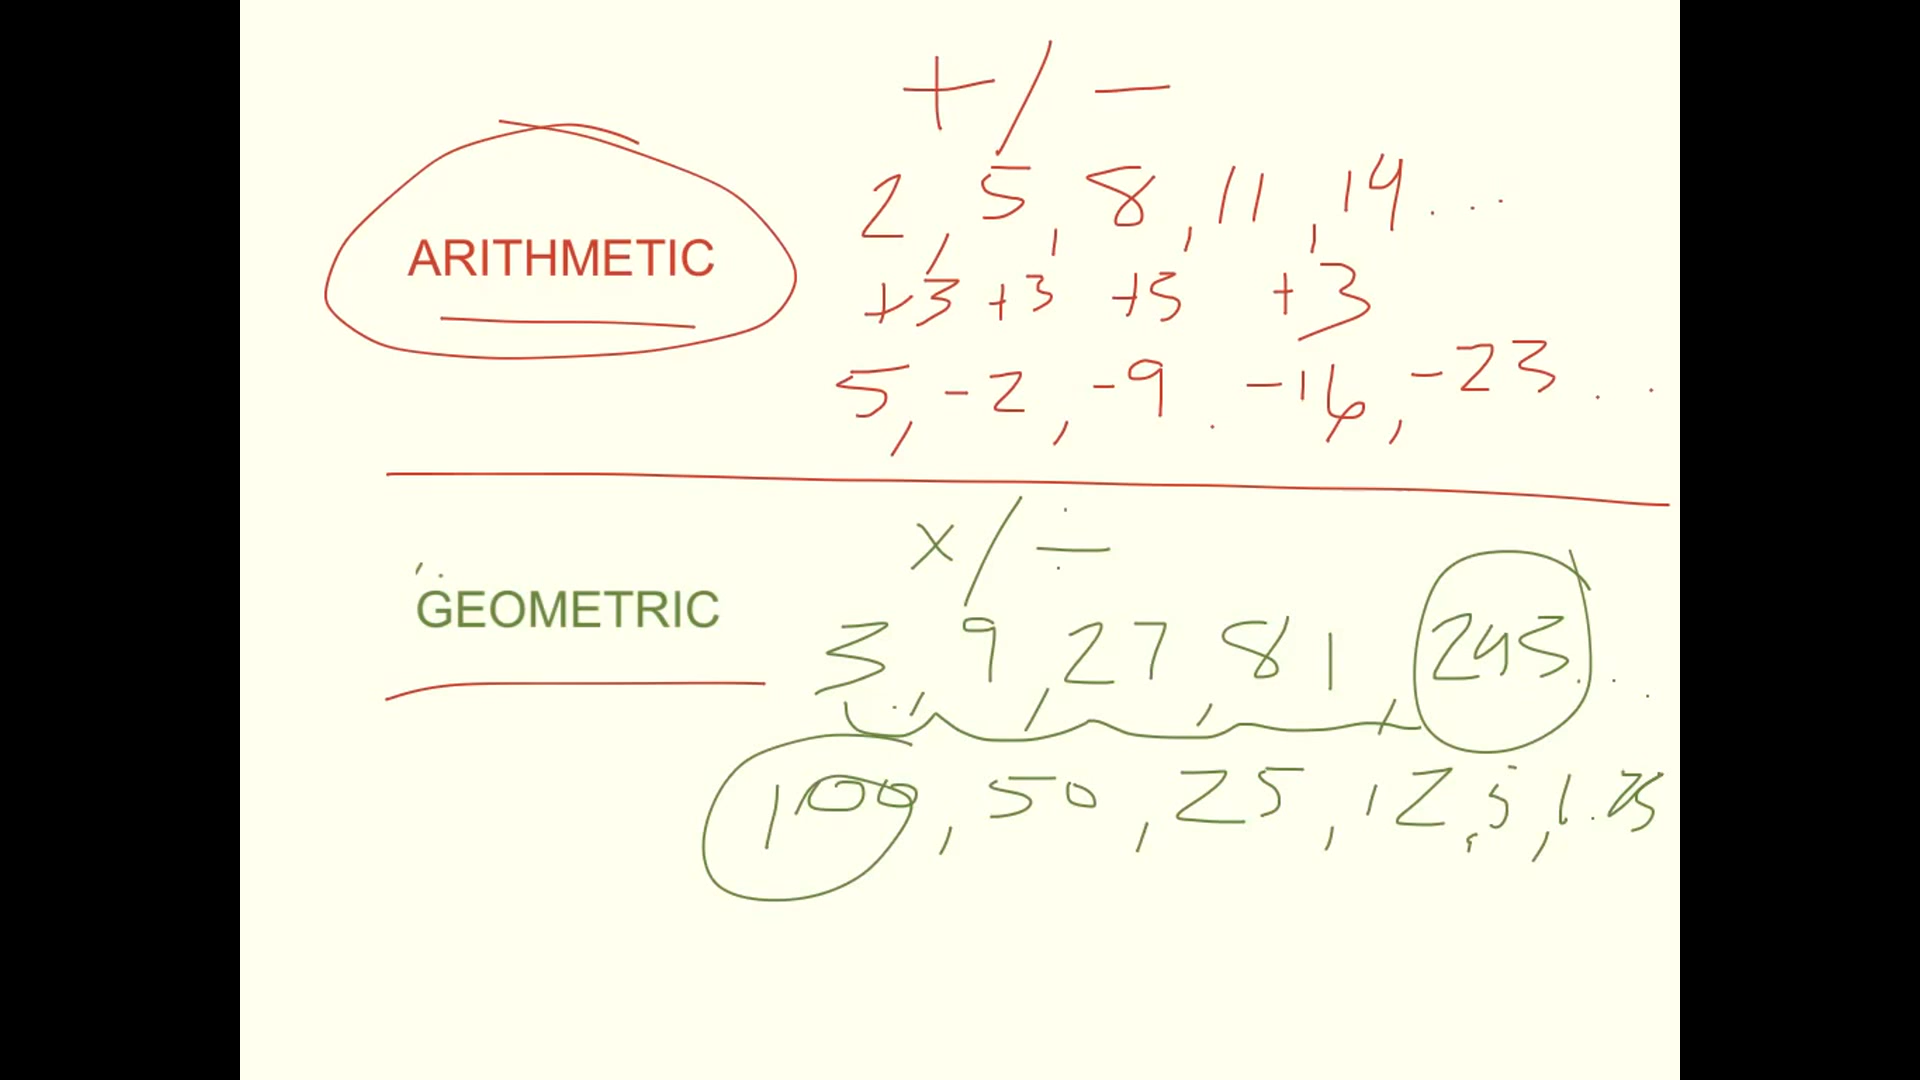 +/-
2, 5, 8, 11, 14...
ARITHMETIC
+3 +3 +3 +3
5, -2, -9, -16, -23..
×/÷
GEOMETRIC
3, 9, 27, 81, 243...
100, 50, 25, 12.5, 1.25